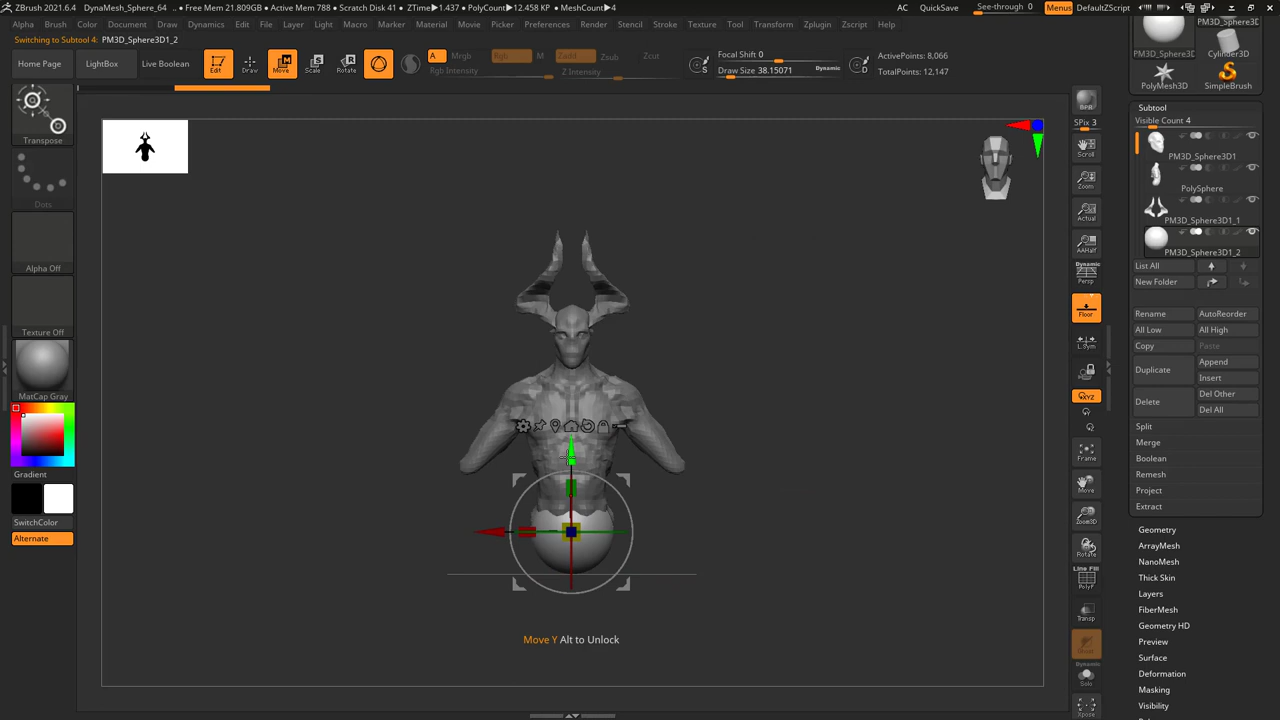 ZBrush 2021.6.4 DynaMesh_Sphere_64 .. • Free Mem 21.809GB • Active Mem 788 • Scratch Disk 41 • ZTime▶1.437 • PolyCount▶12.458 KP • MeshCount▶4 AC QuickSave See-through 0 Menus DefaultZScript
Alpha Brush Color Document Draw Dynamics Edit File Layer Light Macro Marker Material Movie Picker Preferences Render Stencil Stroke Texture Tool Transform Zplugin Zscript Help
Switching to Subtool 4: PM3D_Sphere3D1_2
Home Page LightBox Live Boolean Edit Draw Move Scale Rotate
A Mrgb Rgb M Zadd Zsub Zcut
Rgb Intensity Z Intensity
Focal Shift 0
Draw Size 38.15071 Dynamic
S D
ActivePoints: 8,066
TotalPoints: 12,147
Transpose
Dots
Alpha Off
Texture Off
MatCap Gray
Gradient
SwitchColor
Alternate
Move Y Alt to Unlock
BPR
SPix 3
Scroll
Zoom
Actual
AAHalf
Dynamic
Persp
Floor
L.Sym
XYZ
Frame
Move
Zoom3D
Rotate
Line Fill
PolyF
Transp
Dynamic
Solo
Xpose
PM3D_Sphere3D
PM3D_Sphere3D Cylinder3D
PolyMesh3D SimpleBrush
Subtool
Visible Count 4
PM3D_Sphere3D1
PolySphere
PM3D_Sphere3D1_1
PM3D_Sphere3D1_2
List All
New Folder
Rename AutoReorder
All Low All High
Copy Paste
Duplicate Append
Insert
Delete Del Other
Del All
Split
Merge
Boolean
Remesh
Project
Extract
Geometry
ArrayMesh
NanoMesh
Thick Skin
Layers
FiberMesh
Geometry HD
Preview
Surface
Deformation
Masking
Visibility